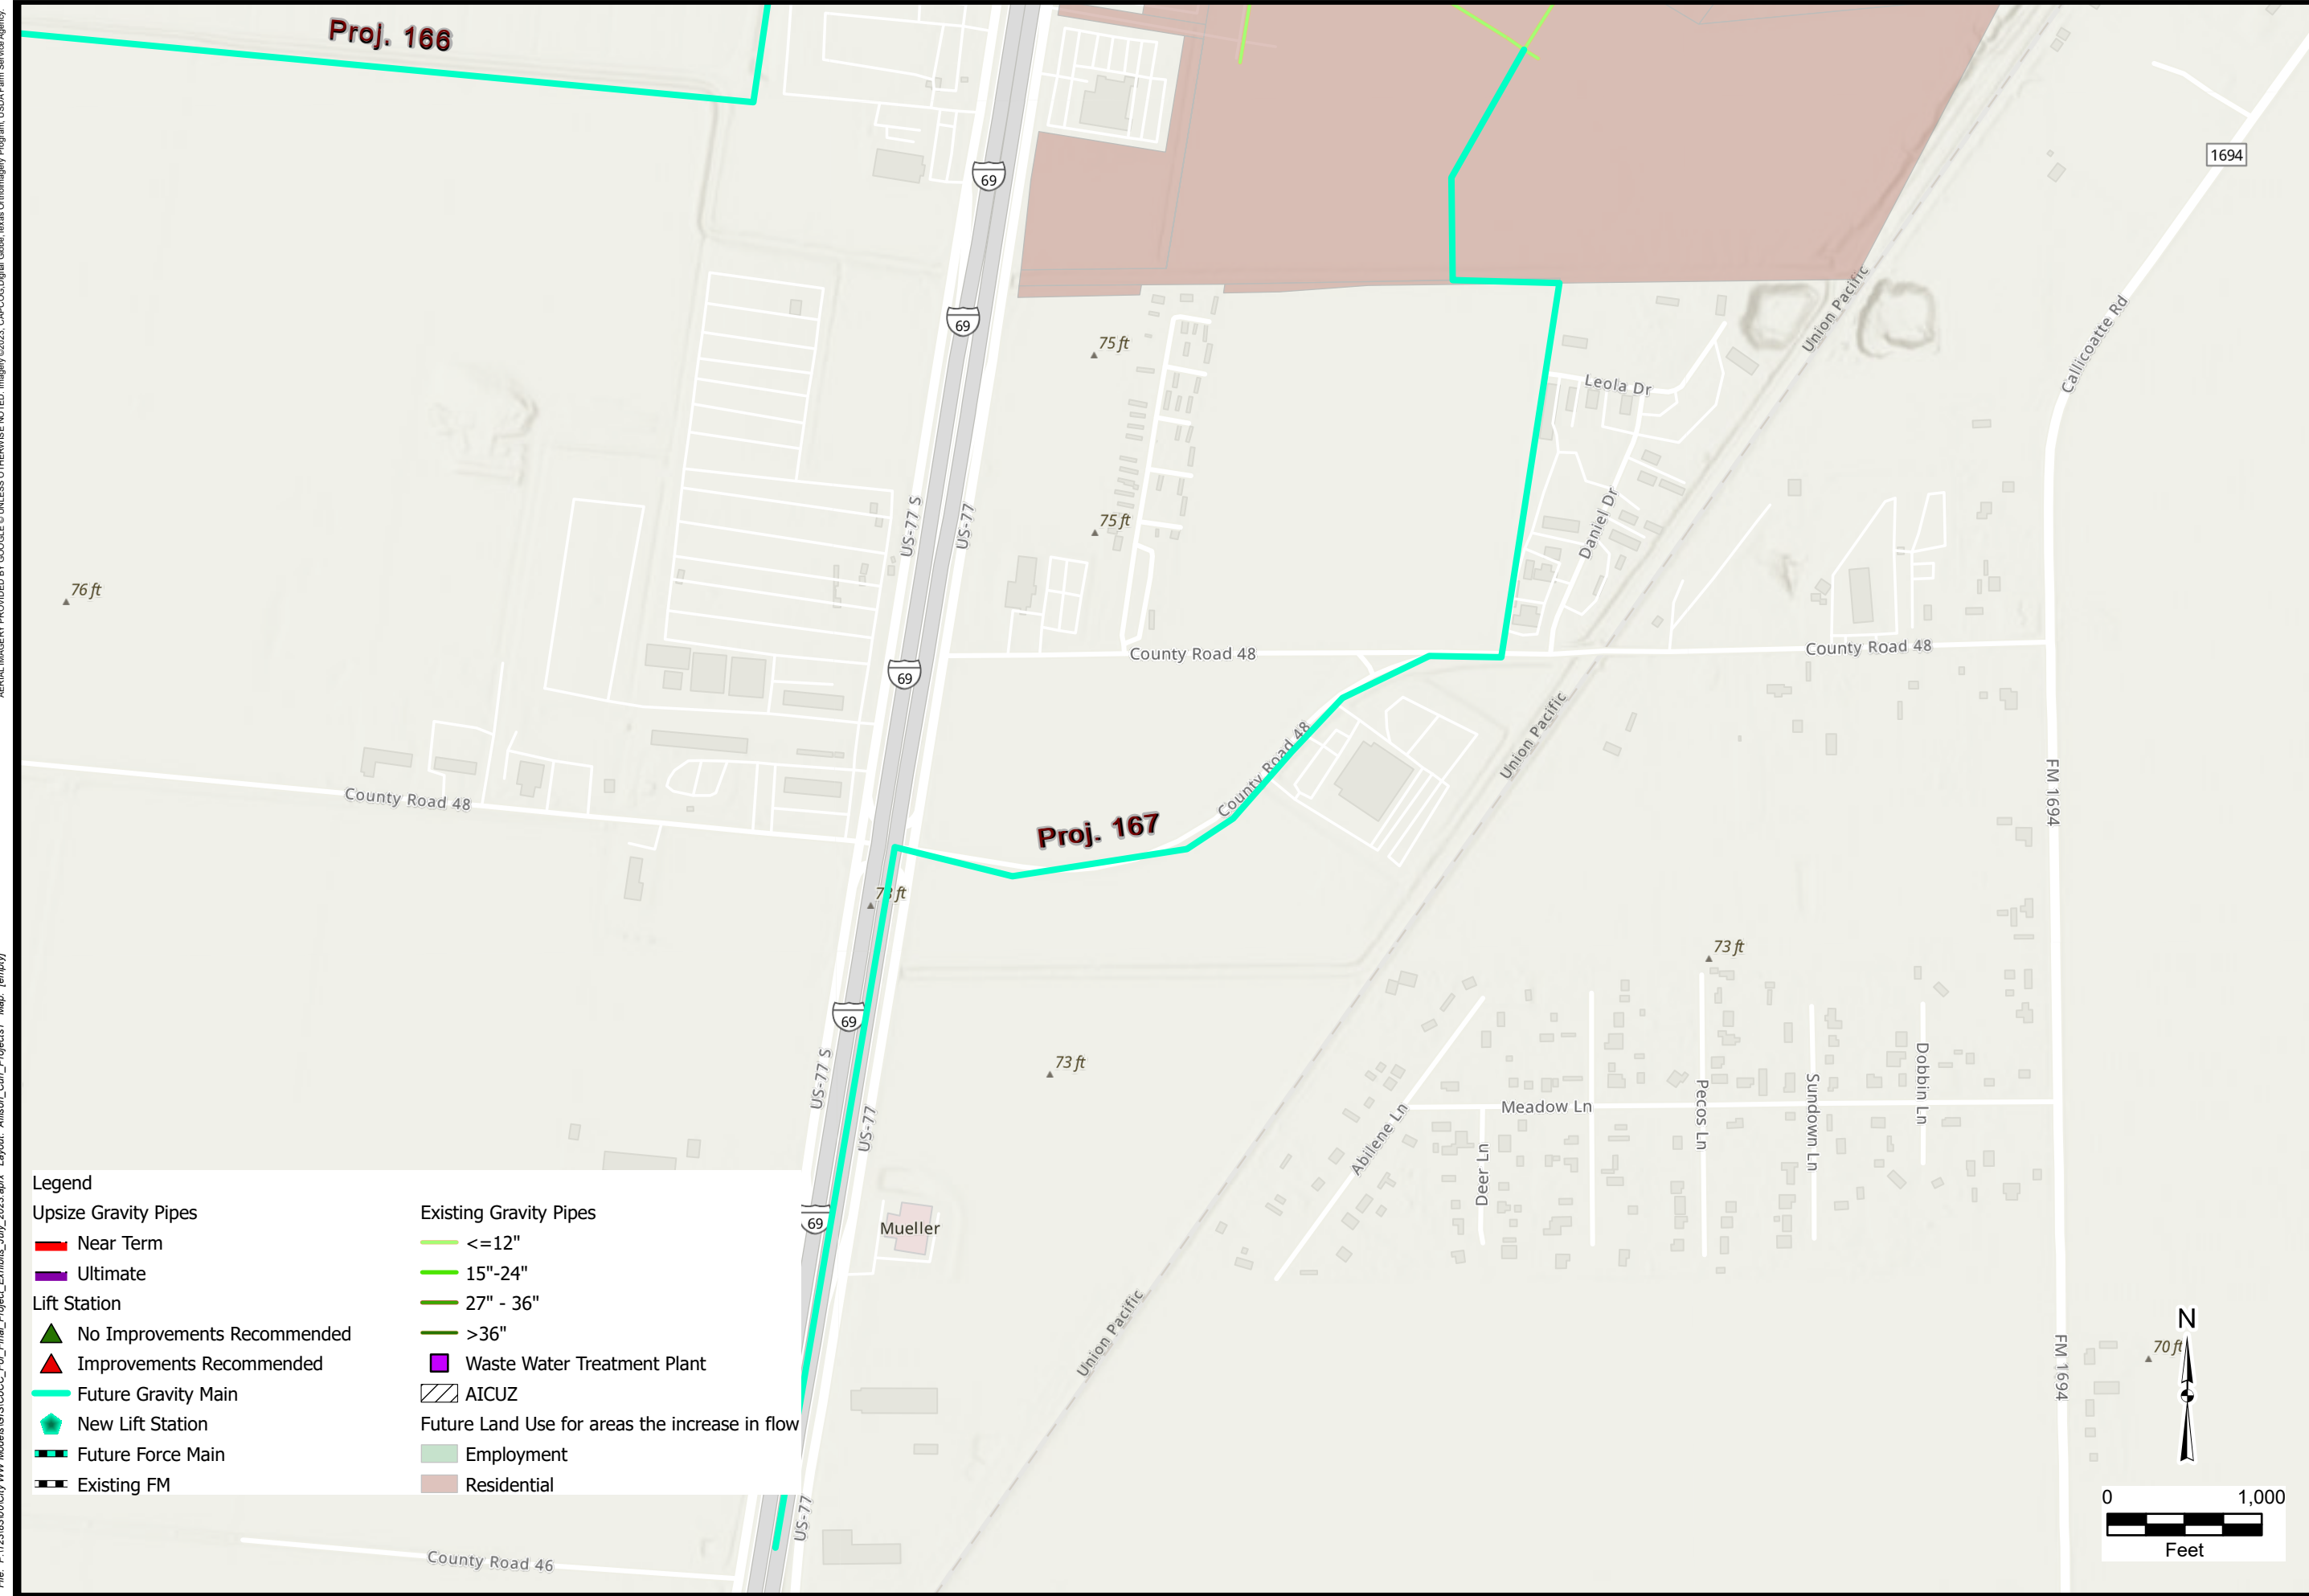 Proj. 166
1694
69
69
Union Pacific
Callicoatte Rd
75 ft
Leola Dr
US-77 S
US-77
75 ft
Daniel Dr
76 ft
County Road 48
County Road 48
69
Union Pacific
County Road 48
County Road 48
FM 1694
Proj. 167
73 ft
73 ft
69
73 ft
US-77 S
US-77
Meadow Ln
Abilene Ln
Deer Ln
Pecos Ln
Sundown Ln
Dobbin Ln
69
Mueller
Union Pacific
FM 1694
70 ft
N
Legend
Upsize Gravity Pipes
Near Term
Ultimate
Lift Station
No Improvements Recommended
Improvements Recommended
Future Gravity Main
New Lift Station
Future Force Main
Existing FM
Existing Gravity Pipes
<=12"
15"-24"
27" - 36"
>36"
Waste Water Treatment Plant
AICUZ
Future Land Use for areas the increase in flow
Employment
Residential
US-77
County Road 46
0 1,000
Feet